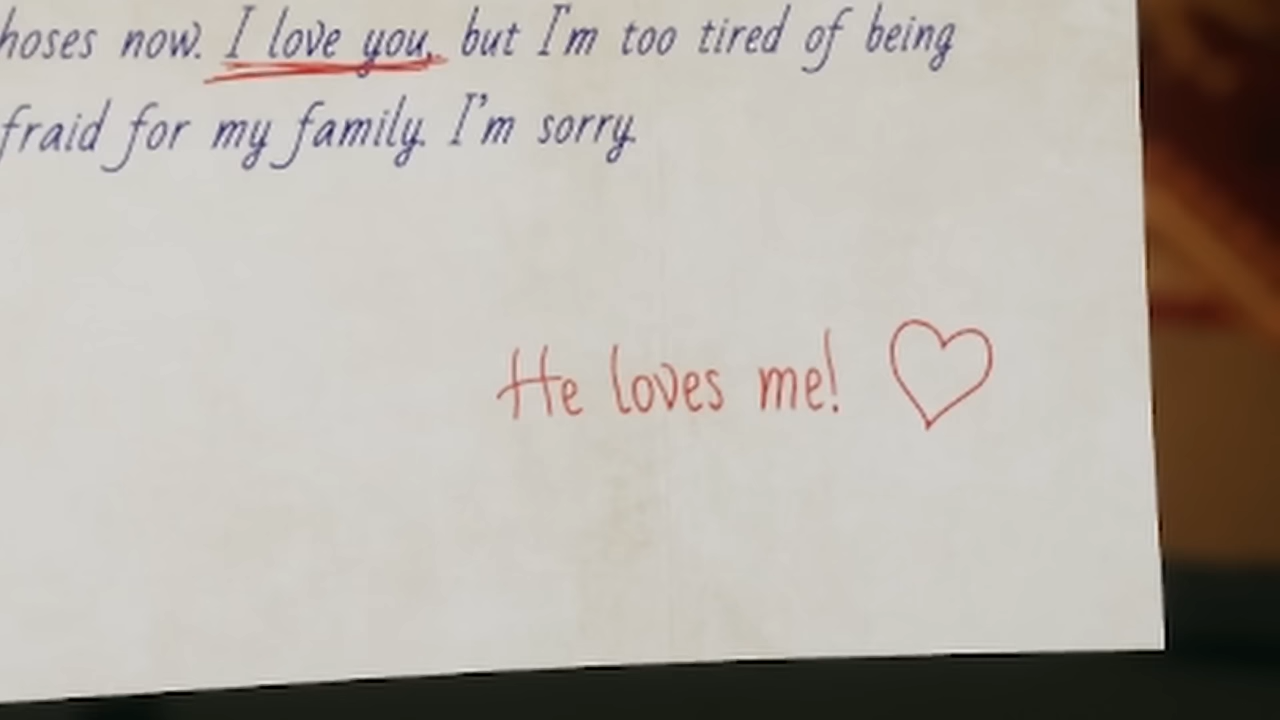 hoses now. I love you, but I'm too tired of being
fraid for my family. I'm sorry.
He loves me!